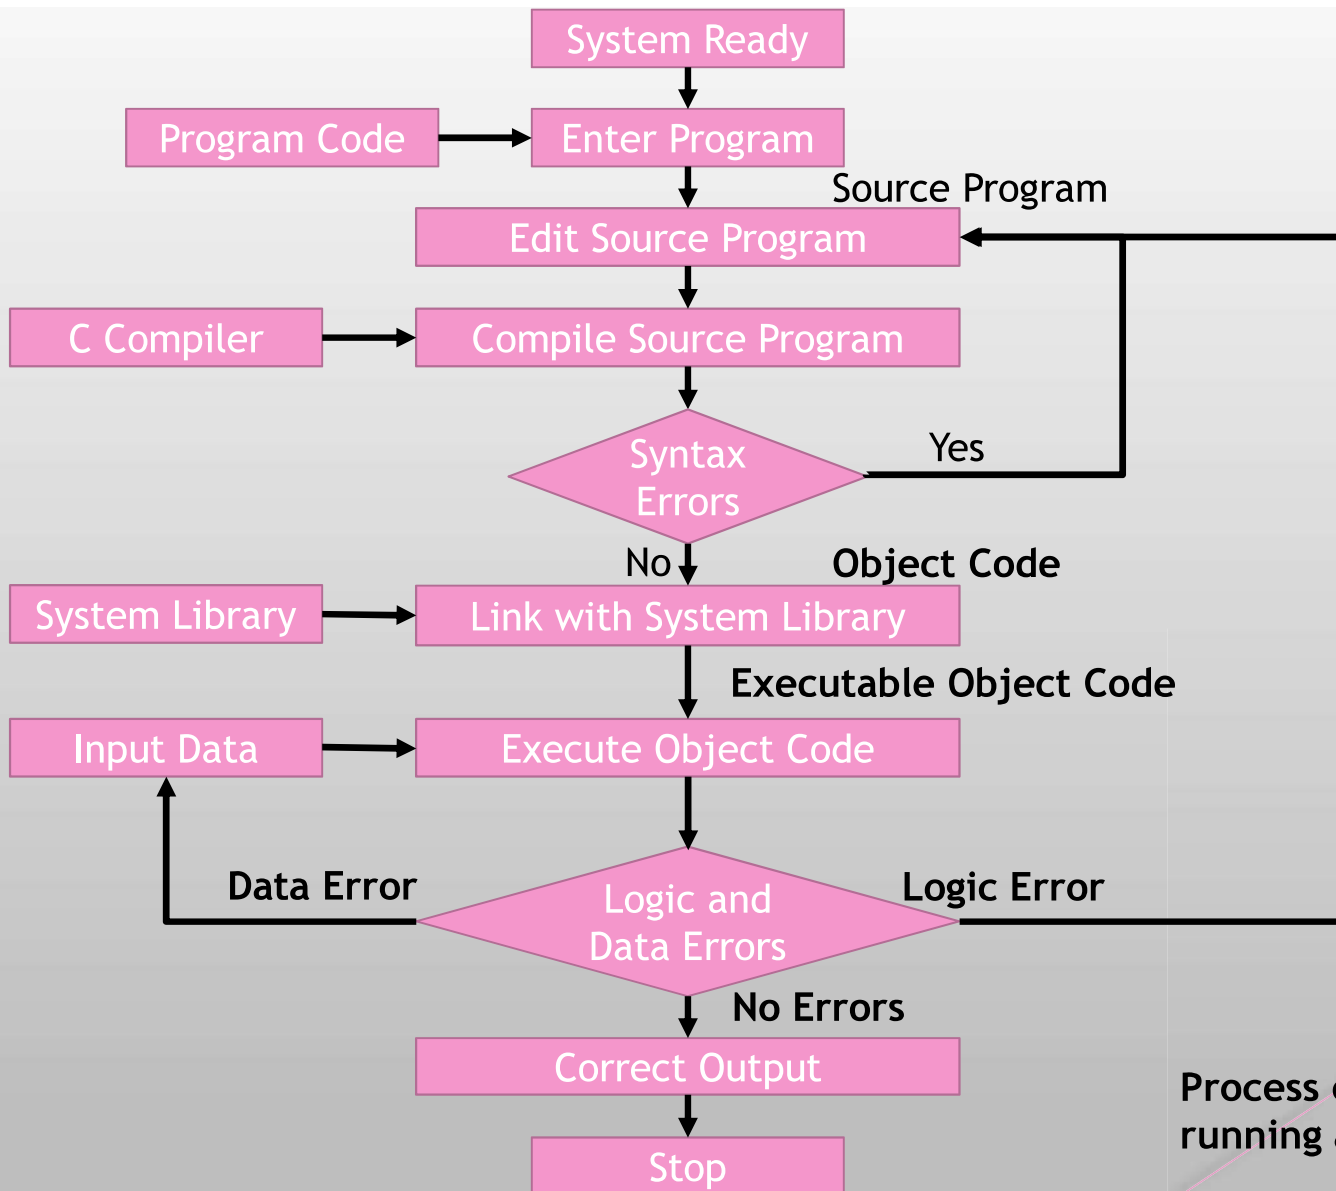 System Ready
Program Code
Enter Program
Source Program
Edit Source Program
C Compiler
Compile Source Program
Syntax
Errors
Yes
No
Object Code
System Library
Link with System Library
Executable Object Code
Input Data
Execute Object Code
Data Error
Logic and
Data Errors
Logic Error
No Errors
Correct Output
Process
running
Stop